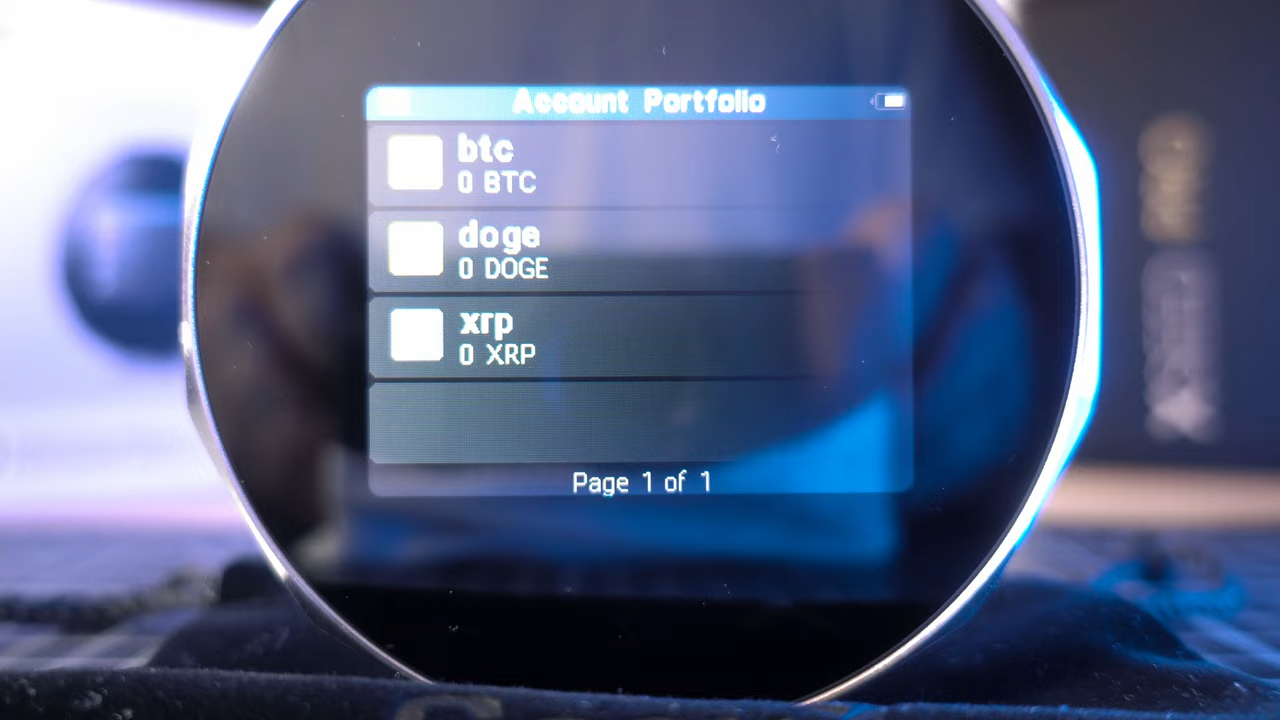 Account Portfolio
btc
0 BTC
doge
0 DOGE
xrp
0 XRP
Page 1 of 1